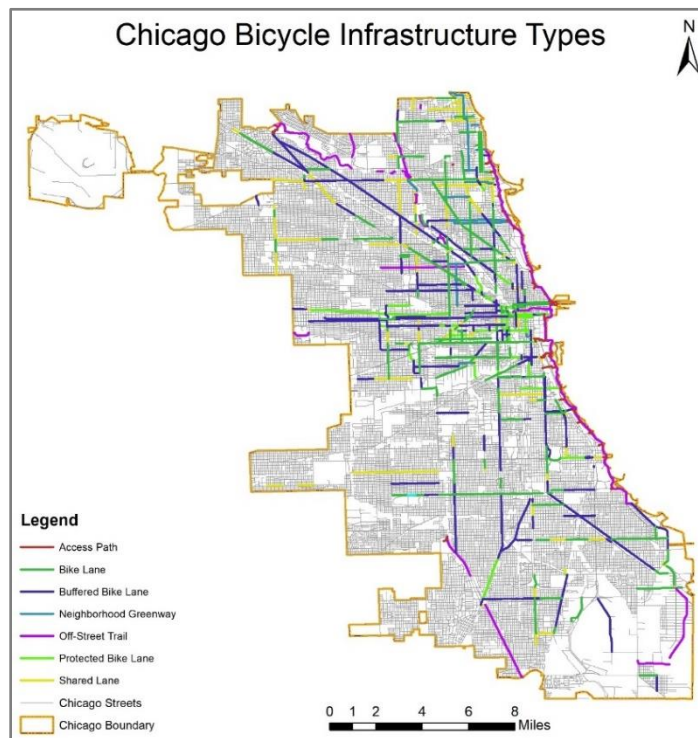 Chicago Bicycle Infrastructure Types
N
Legend
Access Path
Bike Lane
Buffered Bike Lane
Neighborhood Greenway
Off-Street Trail
Protected Bike Lane
Shared Lane
Chicago Streets
Chicago Boundary
0 1 2 4 6 8
Miles